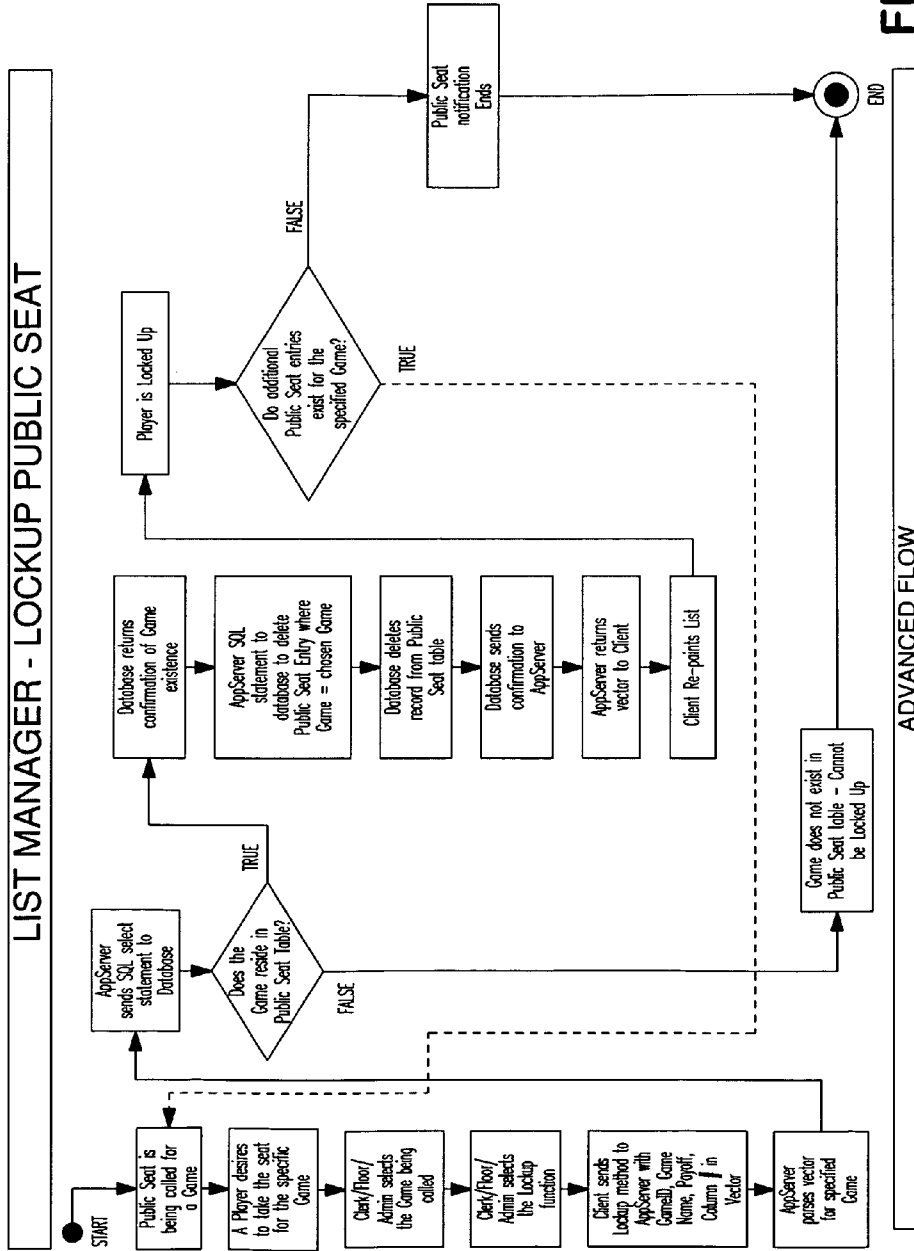 LIST MANAGER - LOCKUP PUBLIC SEAT
START
Public Seat is
being called for
a Game
A Player desires
to take the seat
for the specific
Game
Clerk/Floor/
Admin selects
the Game being
called
Clerk/Floor/
Admin selects
the Lockup
function
Client sends
Lockup method to
AppServer with
GameID, Game
Name, Payoff,
Column # in
Vector
AppServer
parses vector
for specified
Game
AppServer
sends SQL select
statement to
Database
Does the
Game reside in
Public Seat Table?
TRUE
FALSE
Database returns
confirmation of Game
existence
AppServer SQL
statement to
database to delete
Public Seat Entry where
Game = chosen Game
Database deletes
record from Public
Seat table
Database sends
confirmation to
AppServer
AppServer returns
vector to Client
Client Re-paints List
Player is Locked Up
Do additional
Public Seat entries
exist for the
specified Game?
FALSE
TRUE
Public Seat
notification
Ends
Game does not exist in
Public Seat table - Cannot
be Locked Up
END
ADVANCED FLOW